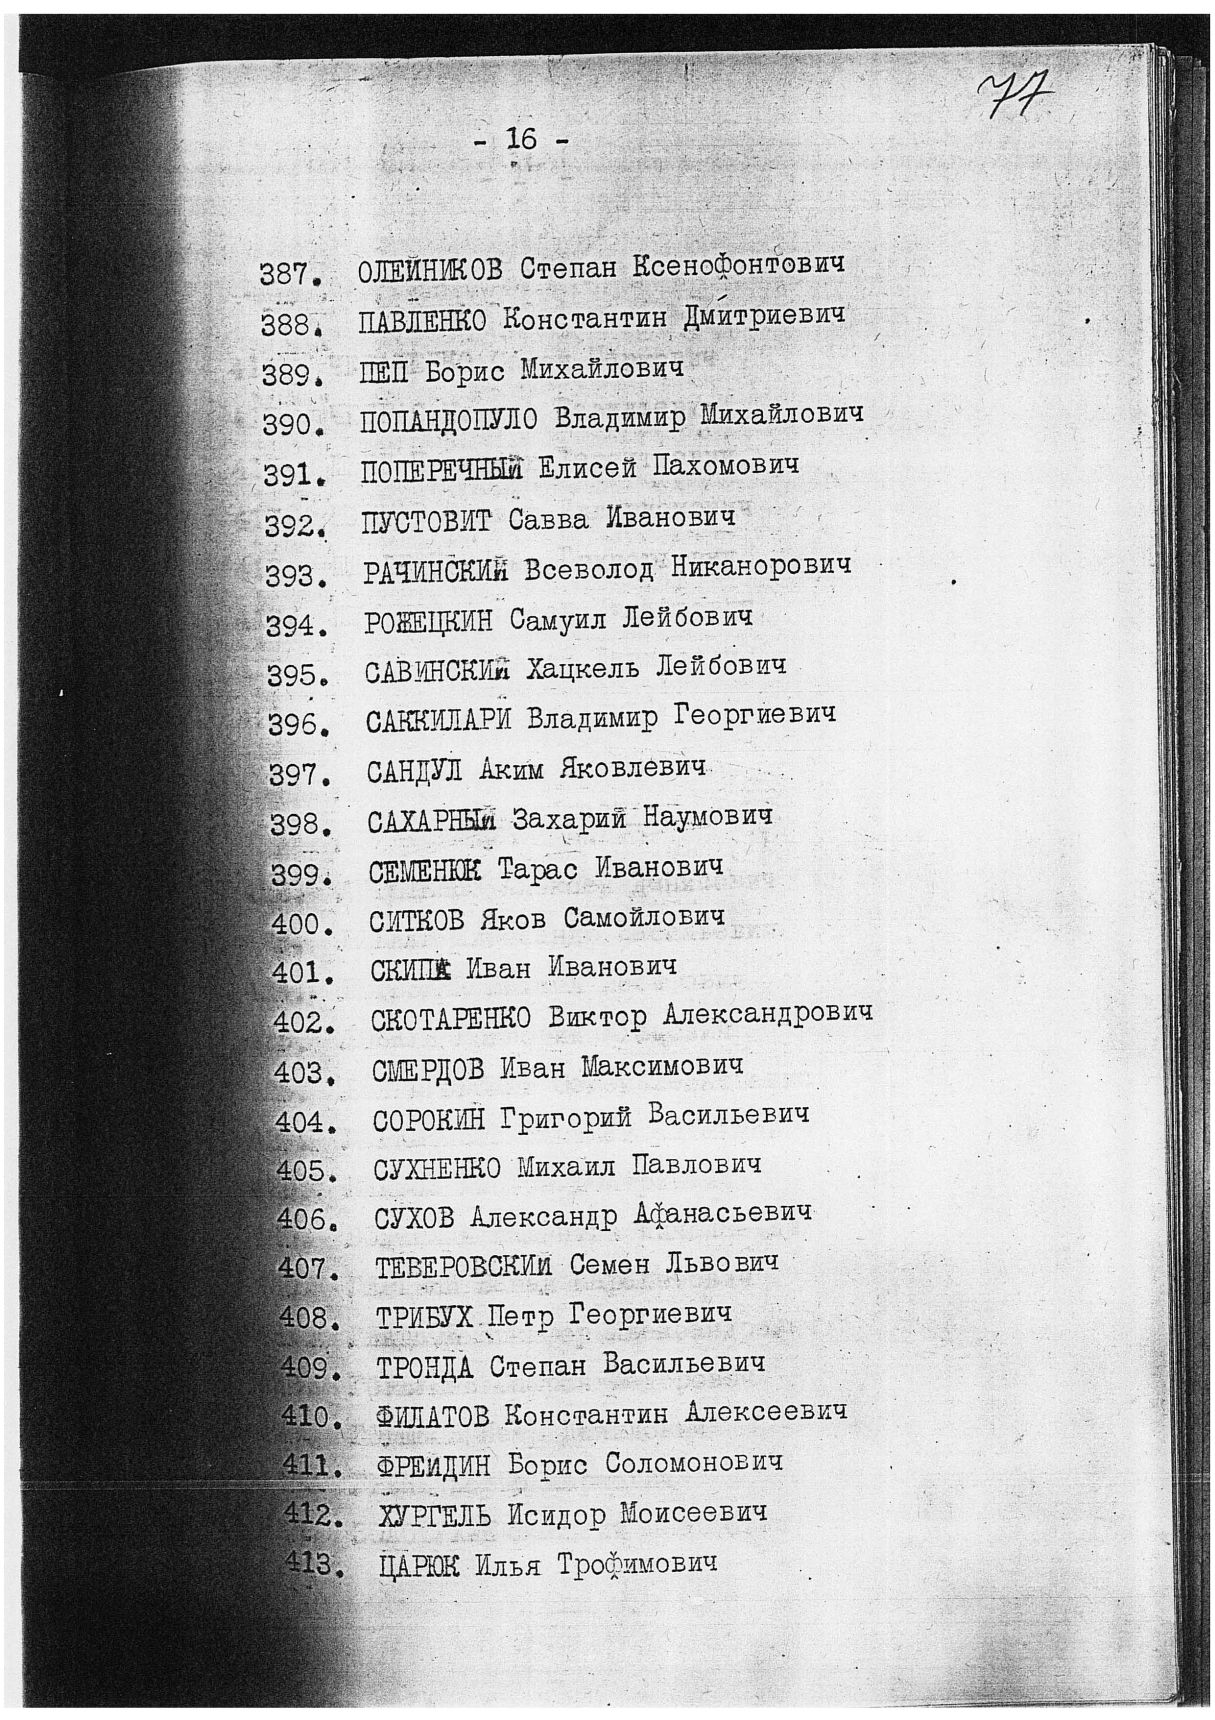 77
- 16 -
387. ОЛЕЙНИКОВ Степан Ксенофонтович
388. ПАВЛЕНКО Константин Дмитриевич
389. ПЕП Борис Михайлович
390. ПОПАНДОПУЛО Владимир Михайлович
391. ПОПЕРЕЧНЫЙ Елисей Пахомович
392. ПУСТОВИТ Савва Иванович
393. РАЧИНСКИЙ Всеволод Никанорович
394. РОЖЕЦКИН Самуил Лейбович
395. САВИНСКИЙ Хацкель Лейбович
396. САККИЛАРИ Владимир Георгиевич
397. САНДУЛ Аким Яковлевич
398. САХАРНЫЙ Захарий Наумович
399. СЕМЕНЮК Тарас Иванович
400. СИТКОВ Яков Самойлович
401. СКИПА Иван Иванович
402. СКОТАРЕНКО Виктор Александрович
403. СМЕРДОВ Иван Максимович
404. СОРОКИН Григорий Васильевич
405. СУХНЕНКО Михаил Павлович
406. СУХОВ Александр Афанасьевич
407. ТЕВЕРОВСКИЙ Семен Львович
408. ТРИБУХ Петр Георгиевич
409. ТРОНДА Степан Васильевич
410. ФИЛАТОВ Константин Алексеевич
411. ФРЕЙДИН Борис Соломонович
412. ХУРГЕЛЬ Исидор Моисеевич
413. ЦАРЮК Илья Трофимович